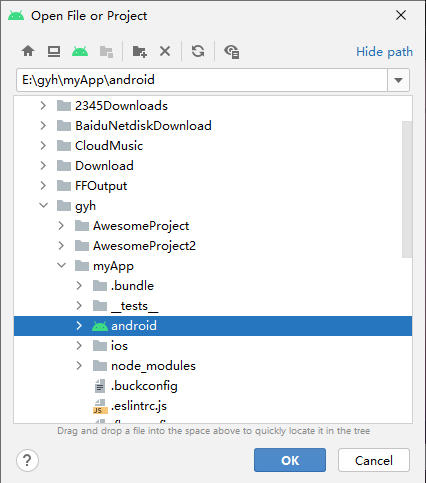 Open File or Project
Hide path
E:\gyh\myApp\android
2345Downloads
BaiduNetdiskDownload
CloudMusic
Download
FFOutput
gyh
AwesomeProject
AwesomeProject2
myApp
.bundle
__tests__
android
ios
node_modules
.buckconfig
JS
.eslintrc.js
Drag and drop a file into the space above to quickly locate it in the tree
?
OK
Cancel